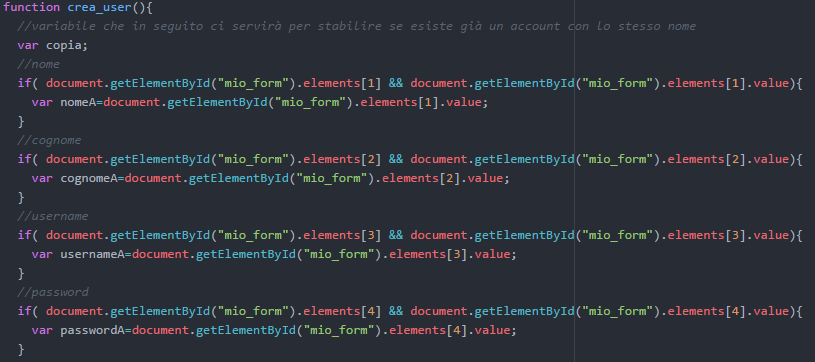 function crea_user(){
//variabile che in seguito ci servirà per stabilire se esiste già un account con lo stesso nome
var copia;
//nome
if( document.getElementById("mio_form").elements[1] && document.getElementById("mio_form").elements[1].value){
var nomeA=document.getElementById("mio_form").elements[1].value;
}
//cognome
if( document.getElementById("mio_form").elements[2] && document.getElementById("mio_form").elements[2].value){
var cognomeA=document.getElementById("mio_form").elements[2].value;
}
//username
if( document.getElementById("mio_form").elements[3] && document.getElementById("mio_form").elements[3].value){
var usernameA=document.getElementById("mio_form").elements[3].value;
}
//password
if( document.getElementById("mio_form").elements[4] && document.getElementById("mio_form").elements[4].value){
var passwordA=document.getElementById("mio_form").elements[4].value;
}